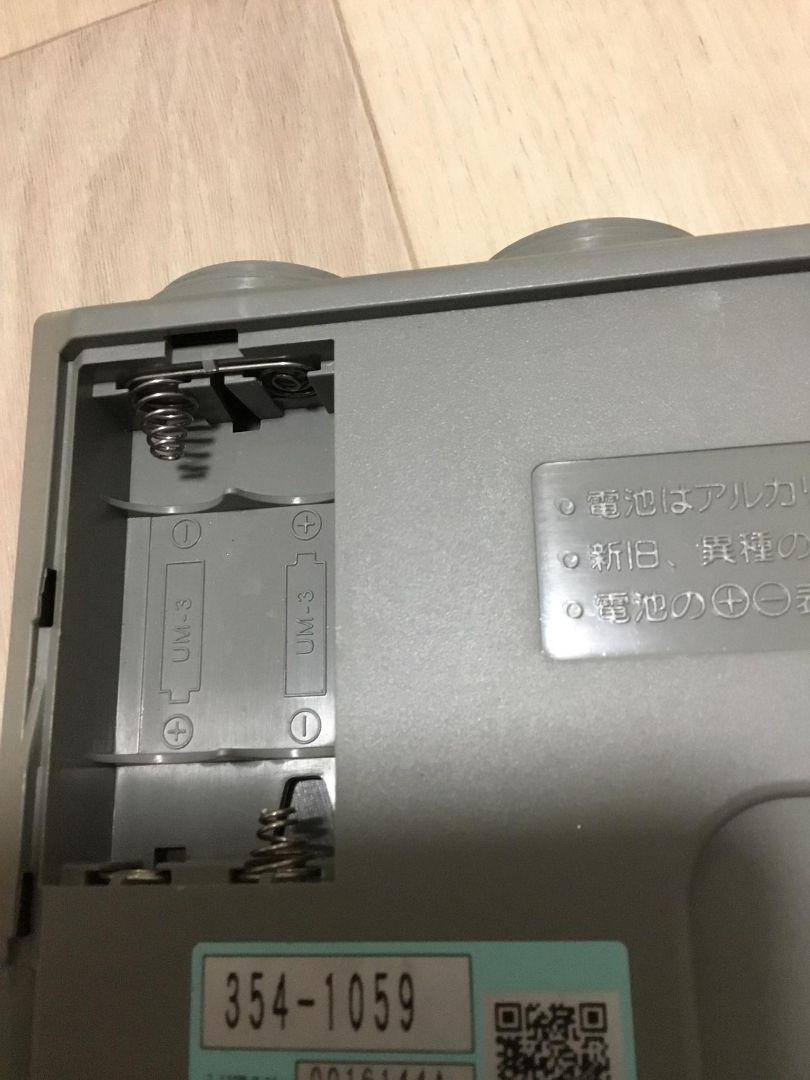 電池はアルカリ
新旧、異種の
電池の⊕⊖表
⊖ ⊕
UM-3 UM-3
⊕ ⊖
354-1059